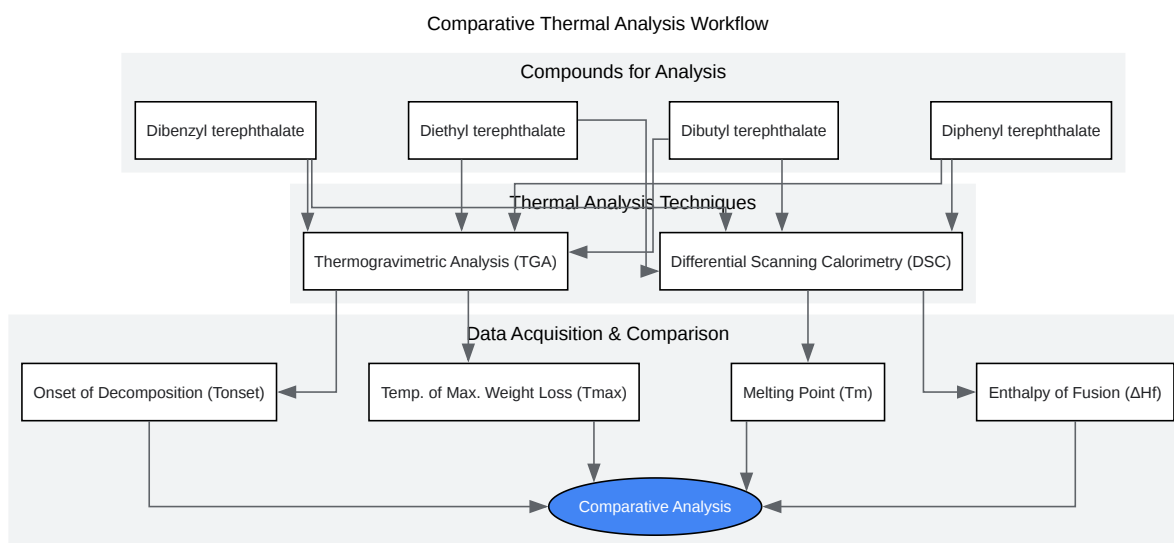 Comparative Thermal Analysis Workflow
Compounds for Analysis
Dibenzyl terephthalate
Diethyl terephthalate
Dibutyl terephthalate
Diphenyl terephthalate
Thermal Analysis Techniques
Thermogravimetric Analysis (TGA)
Differential Scanning Calorimetry (DSC)
Data Acquisition & Comparison
Onset of Decomposition (Tonset)
Temp. of Max. Weight Loss (Tmax)
Melting Point (Tm)
Enthalpy of Fusion (ΔHf)
Comparative Analysis